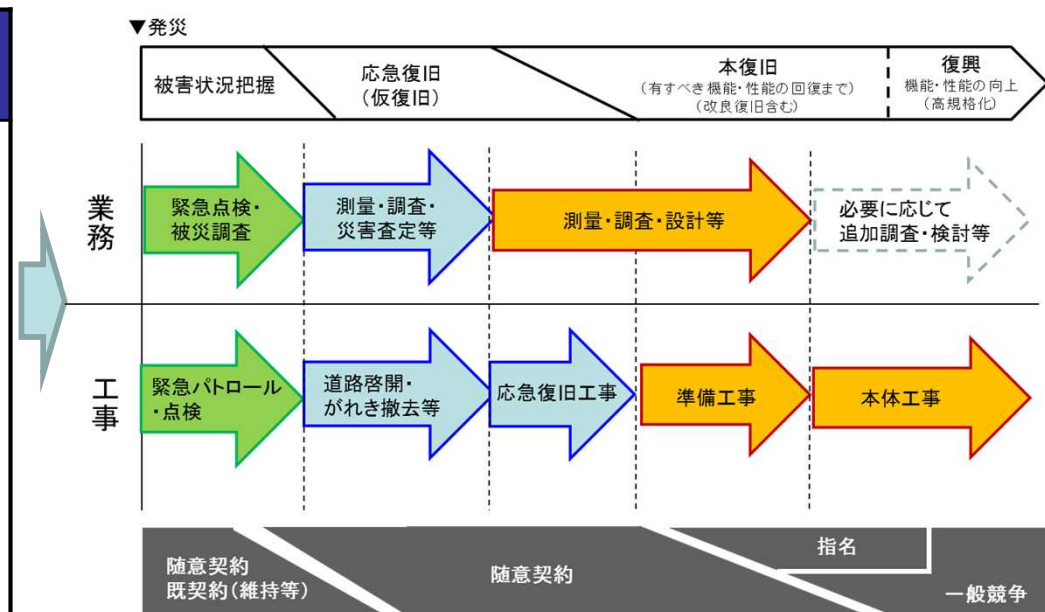 ▼発災
被害状況把握
応急復旧
(仮復旧)
本復旧
(有すべき機能・性能の回復まで)
(改良復旧含む)
復興
機能・性能の向上
(高規格化)
業務
緊急点検・
被災調査
測量・調査・
災害査定等
測量・調査・設計等
必要に応じて
追加調査・検討等
工事
緊急パトロール
・点検
道路啓開・
がれき撤去等
応急復旧工事
準備工事
本体工事
随意契約
既契約(維持等)
随意契約
指名
一般競争